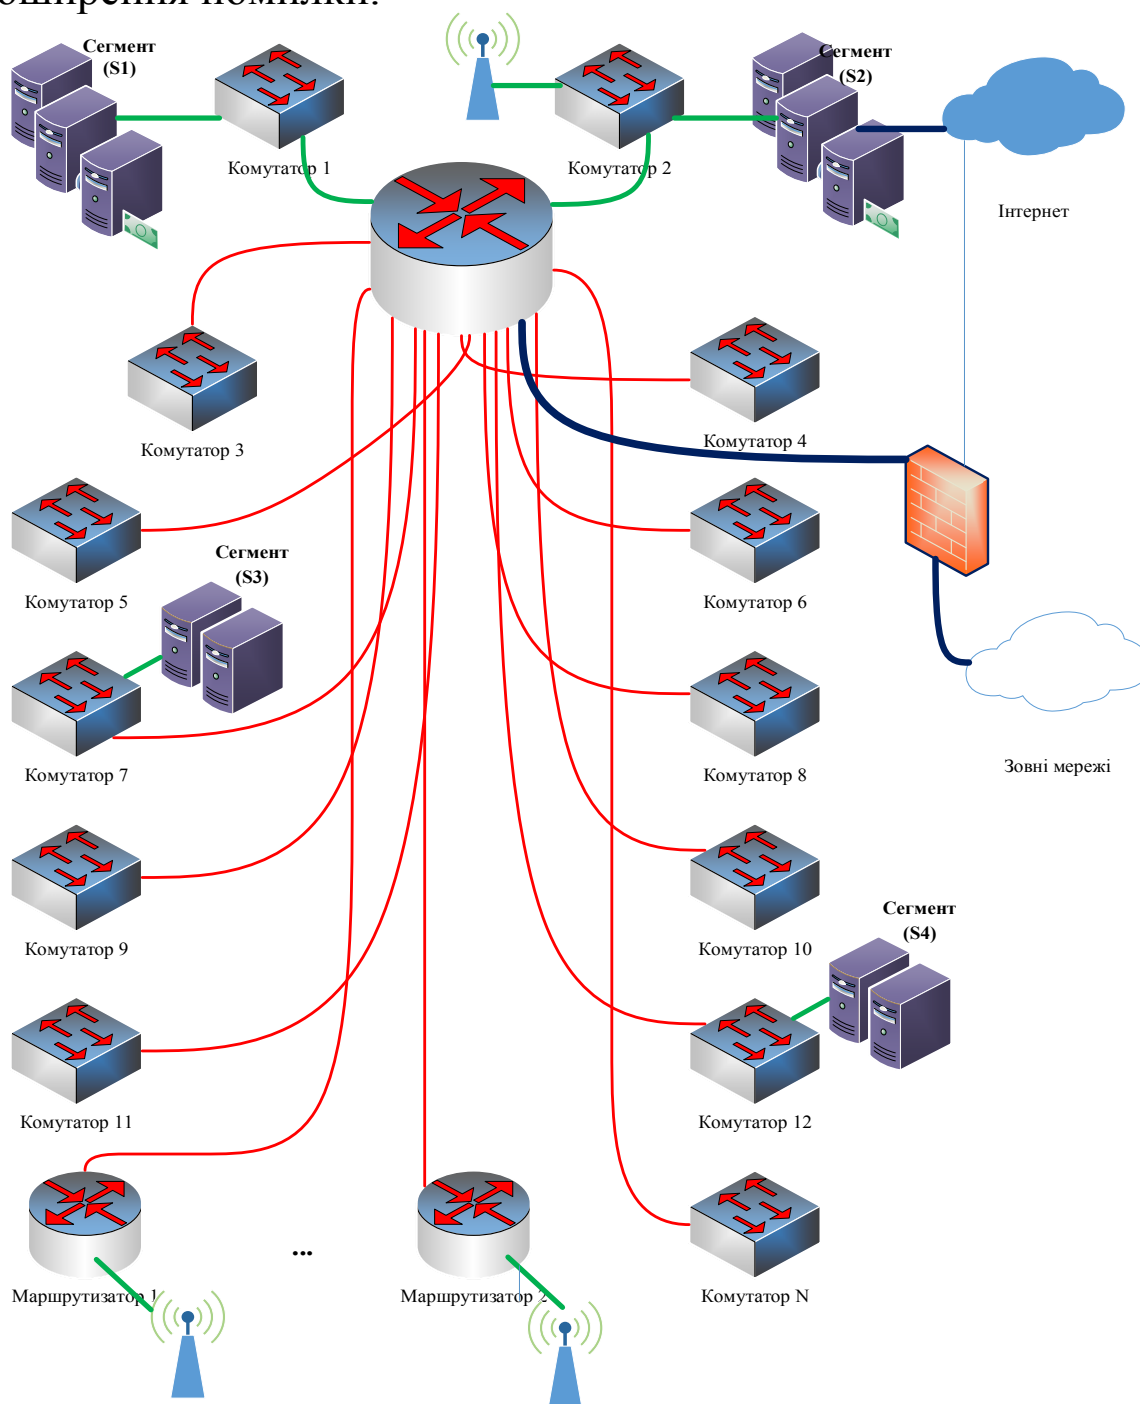 ширення помилки.
Сегмент
(S1)
Сегмент
(S2)
Комутатор 1
Комутатор 2
Інтернет
Комутатор 3
Комутатор 4
Сегмент
(S3)
Комутатор 5
Комутатор 6
Комутатор 7
Комутатор 8
Зовні мережі
Сегмент
(S4)
Комутатор 9
Комутатор 10
Комутатор 11
Комутатор 12
...
Маршрутизатор 1
Маршрутизатор 2
Комутатор N